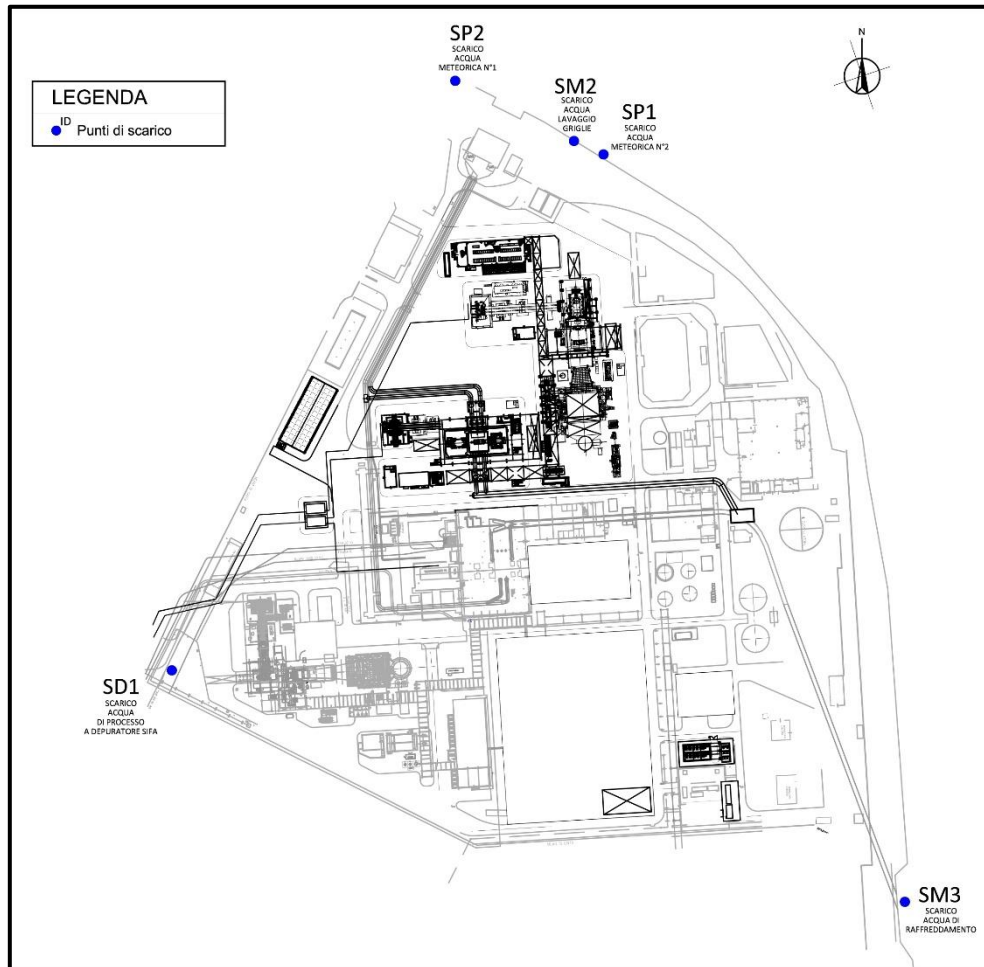 SP2
SCARICO
ACQUA
METEORICA N°1
N
LEGENDA
ID
Punti di scarico
SM2
SCARICO
ACQUA
LAVAGGIO
GRIGLIE
SP1
SCARICO
ACQUA
METEORICA N°2
SD1
SCARICO
ACQUA
DI PROCESSO
A DEPURATORE SIFA
SM3
SCARICO
ACQUA DI
RAFFREDDAMENTO